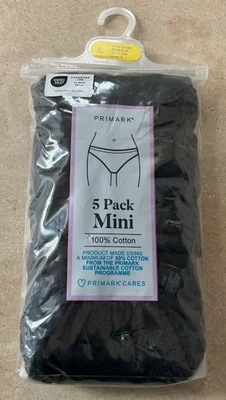 L
PRIMARK®
5 Pack
Mini
100% Cotton
PRODUCT MADE USING
A MINIMUM OF 50% COTTON
FROM THE PRIMARK
SUSTAINABLE COTTON
PROGRAMME
PRIMARK CARES